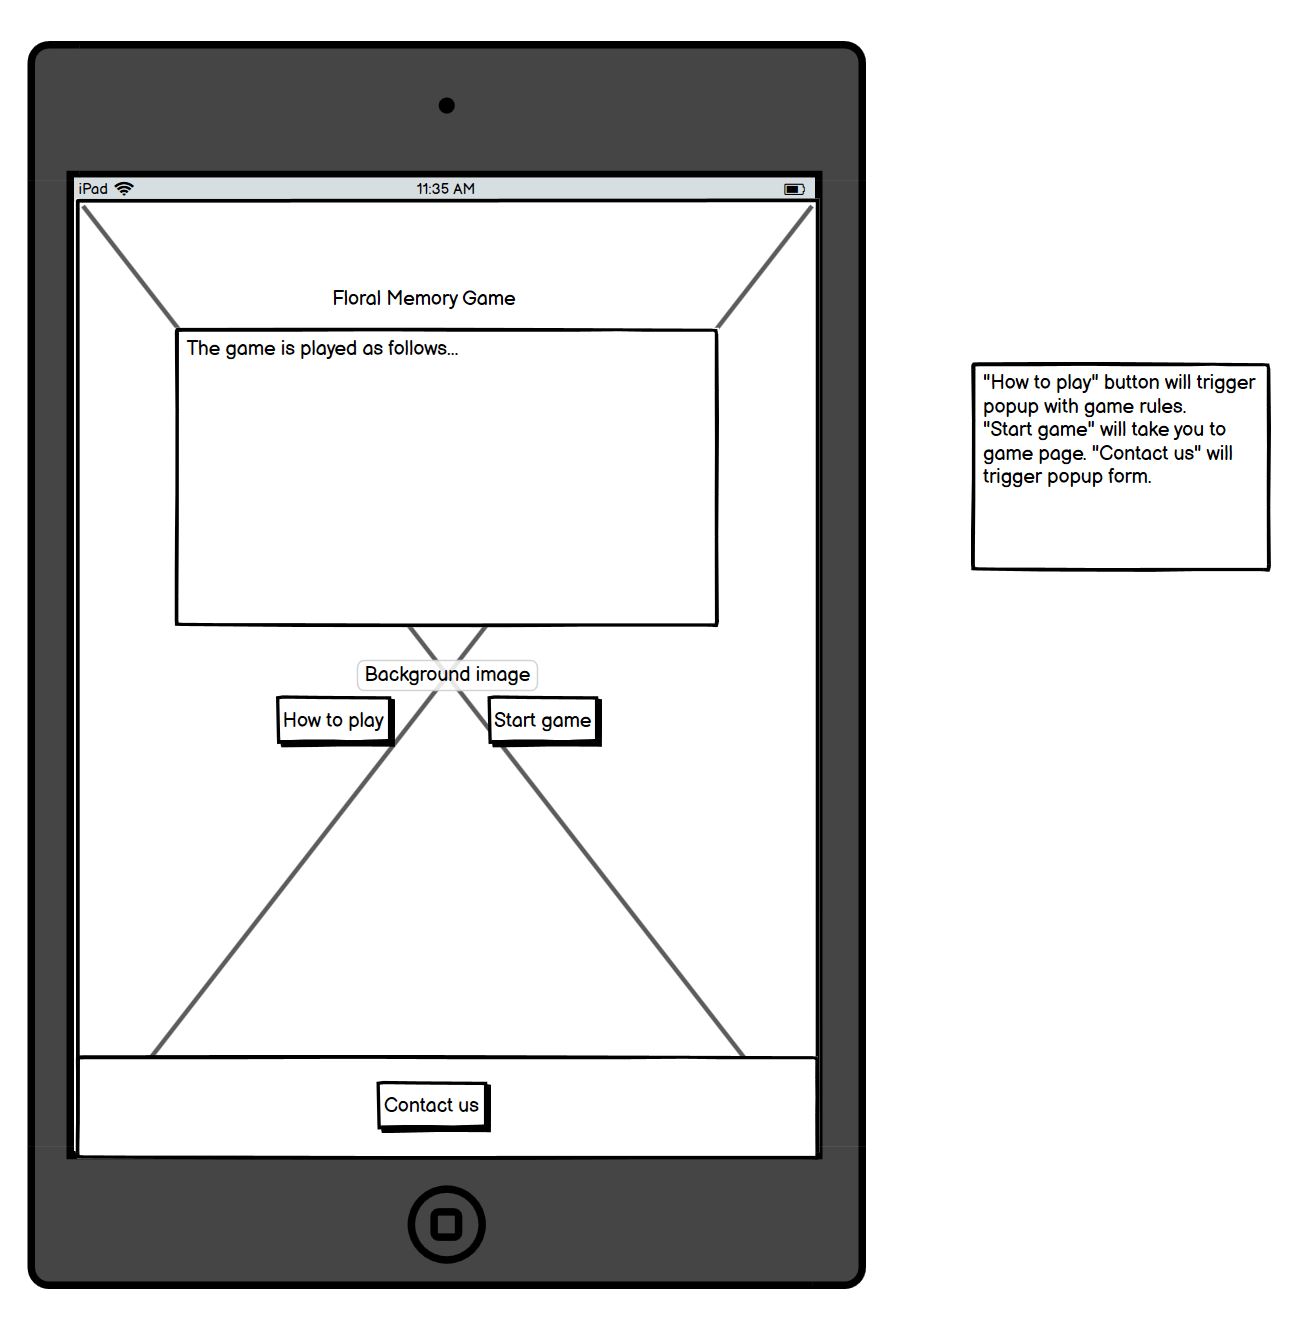 iPad
11:35 AM
Floral Memory Game
The game is played as follows...
Background image
How to play
Start game
Contact us
"How to play" button will trigger
popup with game rules.
"Start game" will take you to
game page. "Contact us" will
trigger popup form.